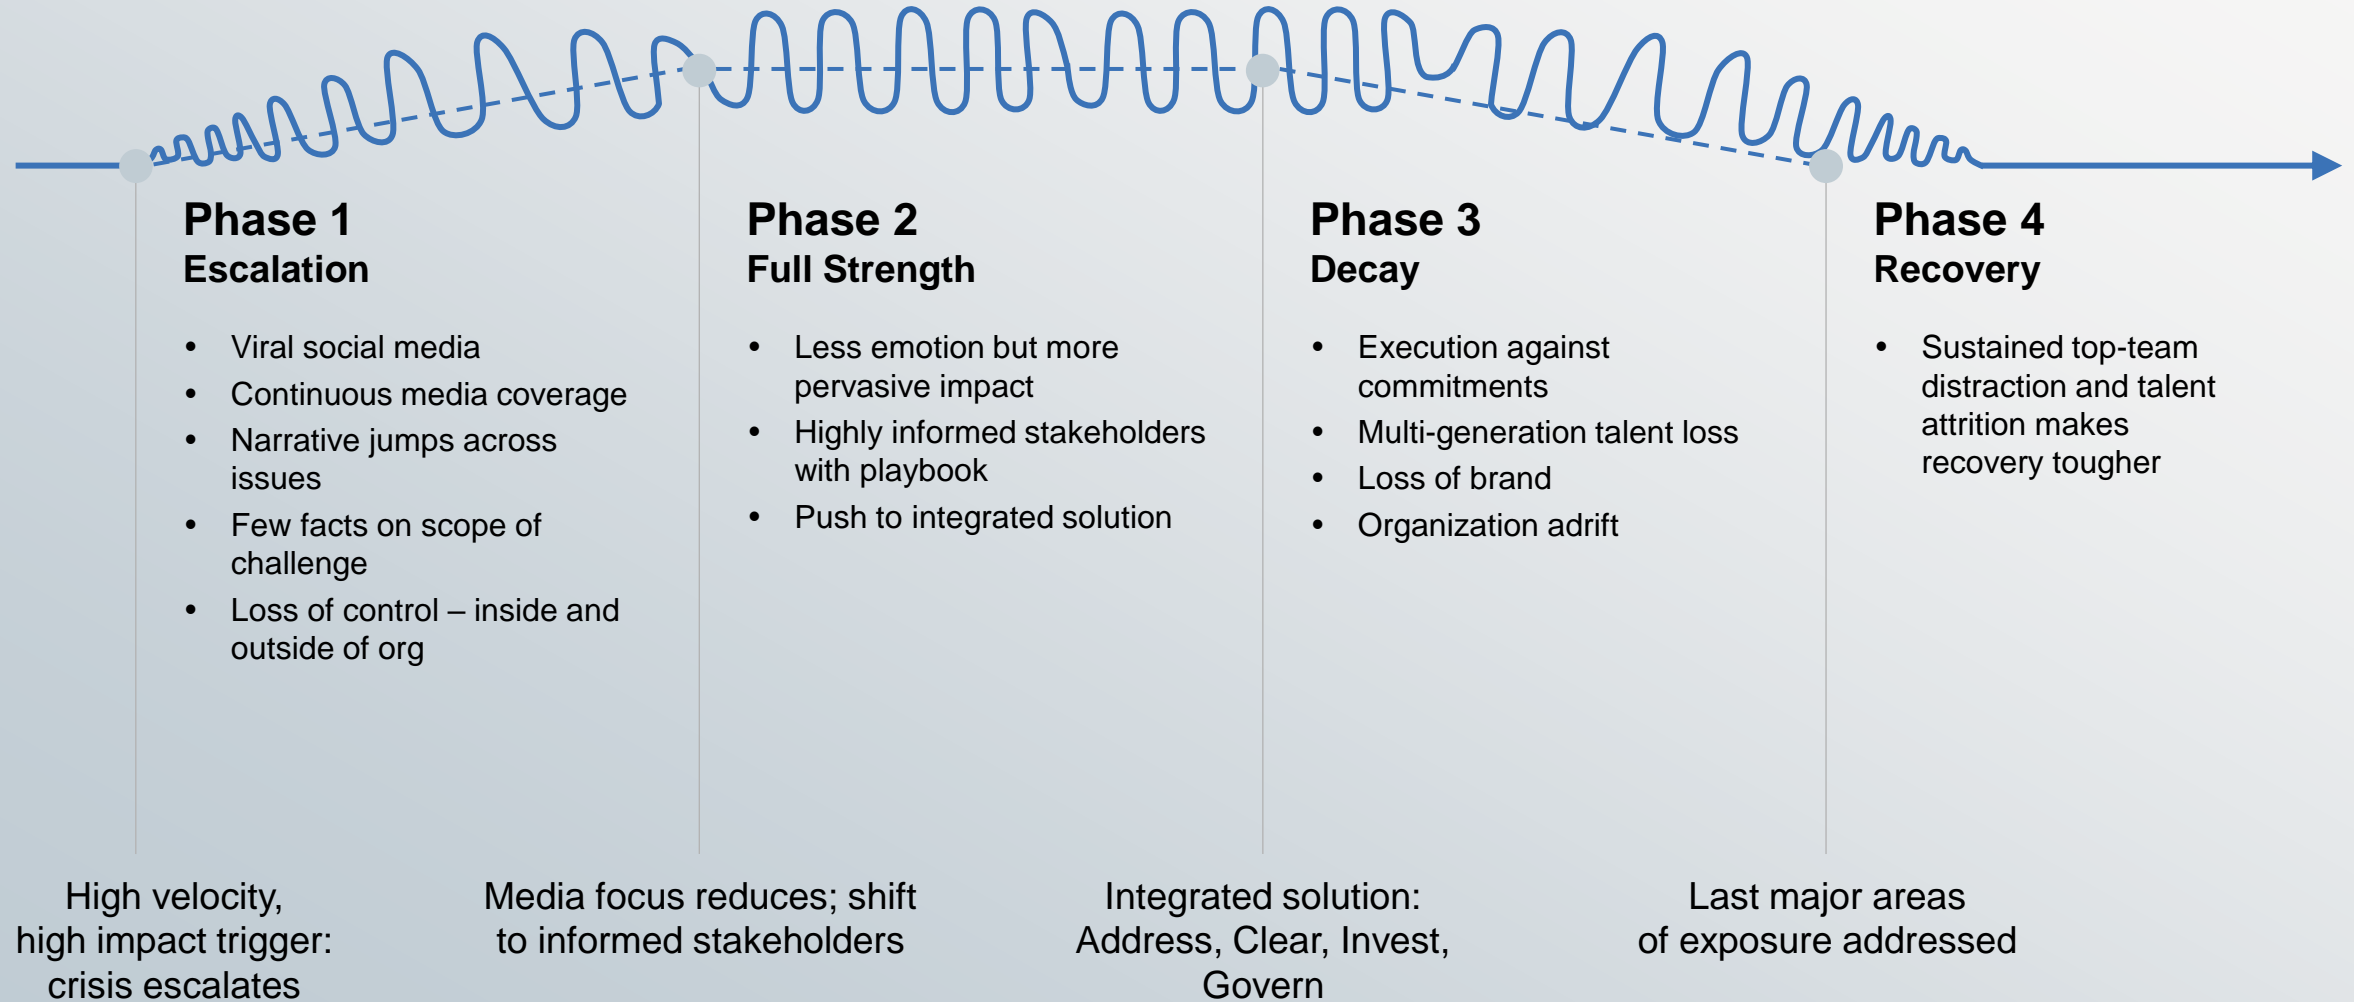 Phase 1
Escalation
• Viral social media
• Continuous media coverage
• Narrative jumps across
issues
• Few facts on scope of
challenge
• Loss of control – inside and
outside of org
Phase 2
Full Strength
• Less emotion but more
pervasive impact
• Highly informed stakeholders
with playbook
• Push to integrated solution
Phase 3
Decay
• Execution against
commitments
• Multi-generation talent loss
• Loss of brand
• Organization adrift
Phase 4
Recovery
• Sustained top-team
distraction and talent
attrition makes
recovery tougher
High velocity,
high impact trigger:
crisis escalates
Media focus reduces; shift
to informed stakeholders
Integrated solution:
Address, Clear, Invest,
Govern
Last major areas
of exposure addressed